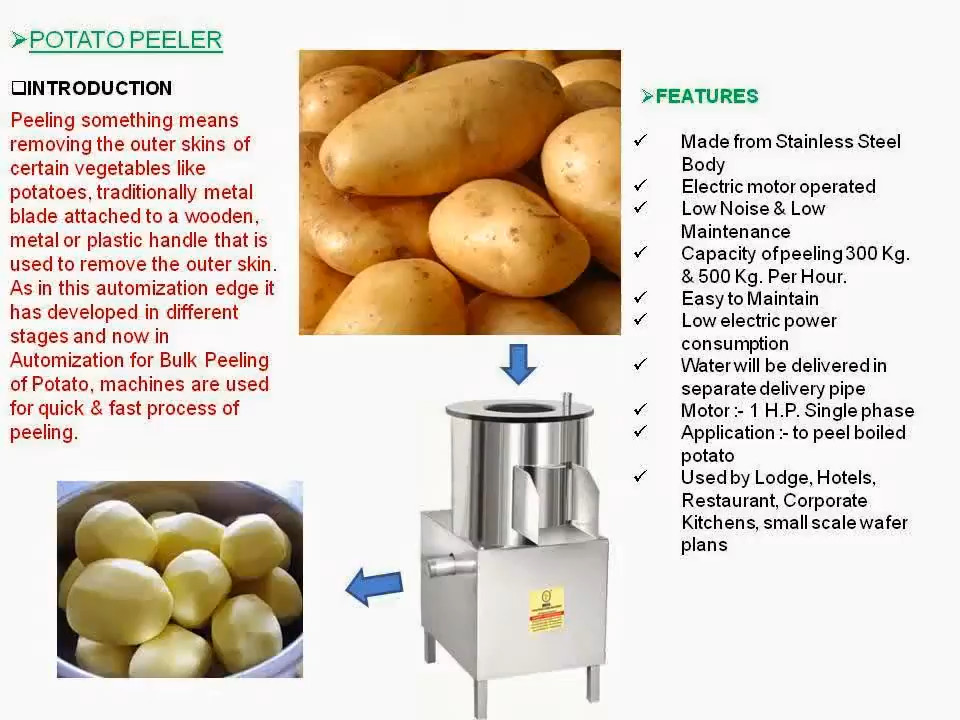 POTATO PEELER
INTRODUCTION
Peeling something means
removing the outer skins of
certain vegetables like
potatoes, traditionally metal
blade attached to a wooden,
metal or plastic handle that is
used to remove the outer skin.
As in this automization edge it
has developed in different
stages and now in
Automization for Bulk Peeling
of Potato, machines are used
for quick & fast process of
peeling.
FEATURES
Made from Stainless Steel
Body
Electric motor operated
Low Noise & Low
Maintenance
Capacity of peeling 300 Kg.
& 500 Kg. Per Hour.
Easy to Maintain
Low electric power
consumption
Water will be delivered in
separate delivery pipe
Motor :- 1 H.P. Single phase
Application :- to peel boiled
potato
Used by Lodge, Hotels,
Restaurant, Corporate
Kitchens, small scale wafer
plans